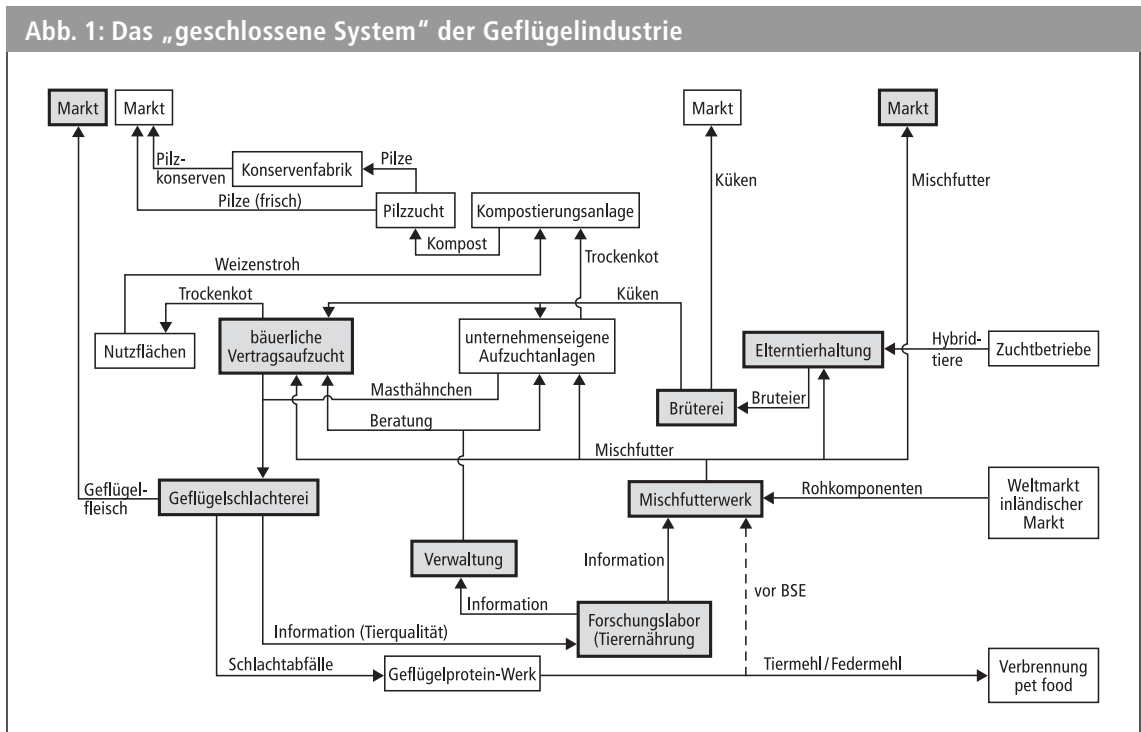 Abb. 1: Das „geschlossene System“ der Geflügelindustrie
Markt
Markt
Markt
Markt
Pilz-
konserven
Konservenfabrik
Pilze
Küken
Mischfutter
Pilze (frisch)
Pilzzucht
Kompostierungsanlage
Kompost
Weizenstroh
Trockenkot
Trockenkot
Küken
Nutzflächen
bäuerliche
Vertragsaufzucht
unternehmenseigene
Aufzuchtanlagen
Elterntierhaltung
Hybrid-
tiere
Zuchtbetriebe
Masthähnchen
Brüterei
Bruteier
Beratung
Mischfutter
Geflügel-
fleisch
Geflügelschlachterei
Mischfutterwerk
Rohkomponenten
Weltmarkt
inländischer
Markt
Verwaltung
Information
vor BSE
Information
Forschungslabor
(Tierernährung
Information (Tierqualität)
Schlachtabfälle
Geflügelprotein-Werk
Tiermehl/Federmehl
Verbrennung
pet food